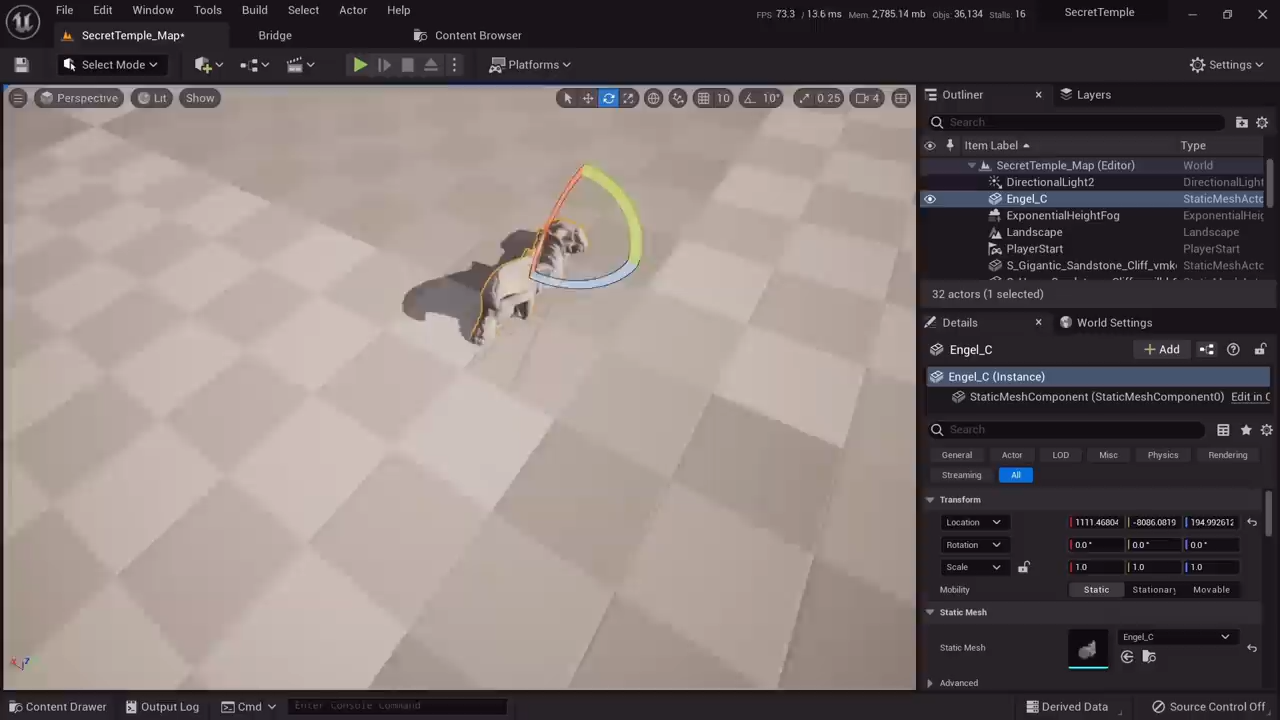 File Edit Window Tools Build Select Actor Help
FPS: 73.3 / 13.6 ms Mem: 2,785.14 mb Objs: 36,134 Stalls: 16 SecretTemple
SecretTemple_Map* Bridge Content Browser
Select Mode Platforms Settings
Perspective Lit Show 10 10° 0.25 4
Outliner Layers
Search...
Item Label Type
SecretTemple_Map (Editor) World
DirectionalLight2 DirectionalLight
Engel_C StaticMeshActo
ExponentialHeightFog ExponentialHeig
Landscape Landscape
PlayerStart PlayerStart
S_Gigantic_Sandstone_Cliff_vmk StaticMeshActo
32 actors (1 selected)
Details World Settings
Engel_C Add
Engel_C (Instance)
StaticMeshComponent (StaticMeshComponent0) Edit in C
Search
General Actor LOD Misc Physics Rendering
Streaming All
Transform
Location 1111.46804 -8086.0819 194.992612
Rotation 0.0 ° 0.0 ° 0.0 °
Scale 1.0 1.0 1.0
Mobility Static Stationary Movable
Static Mesh
Static Mesh Engel_C
Advanced
Content Drawer Output Log Cmd Enter Console Command Derived Data Source Control Off